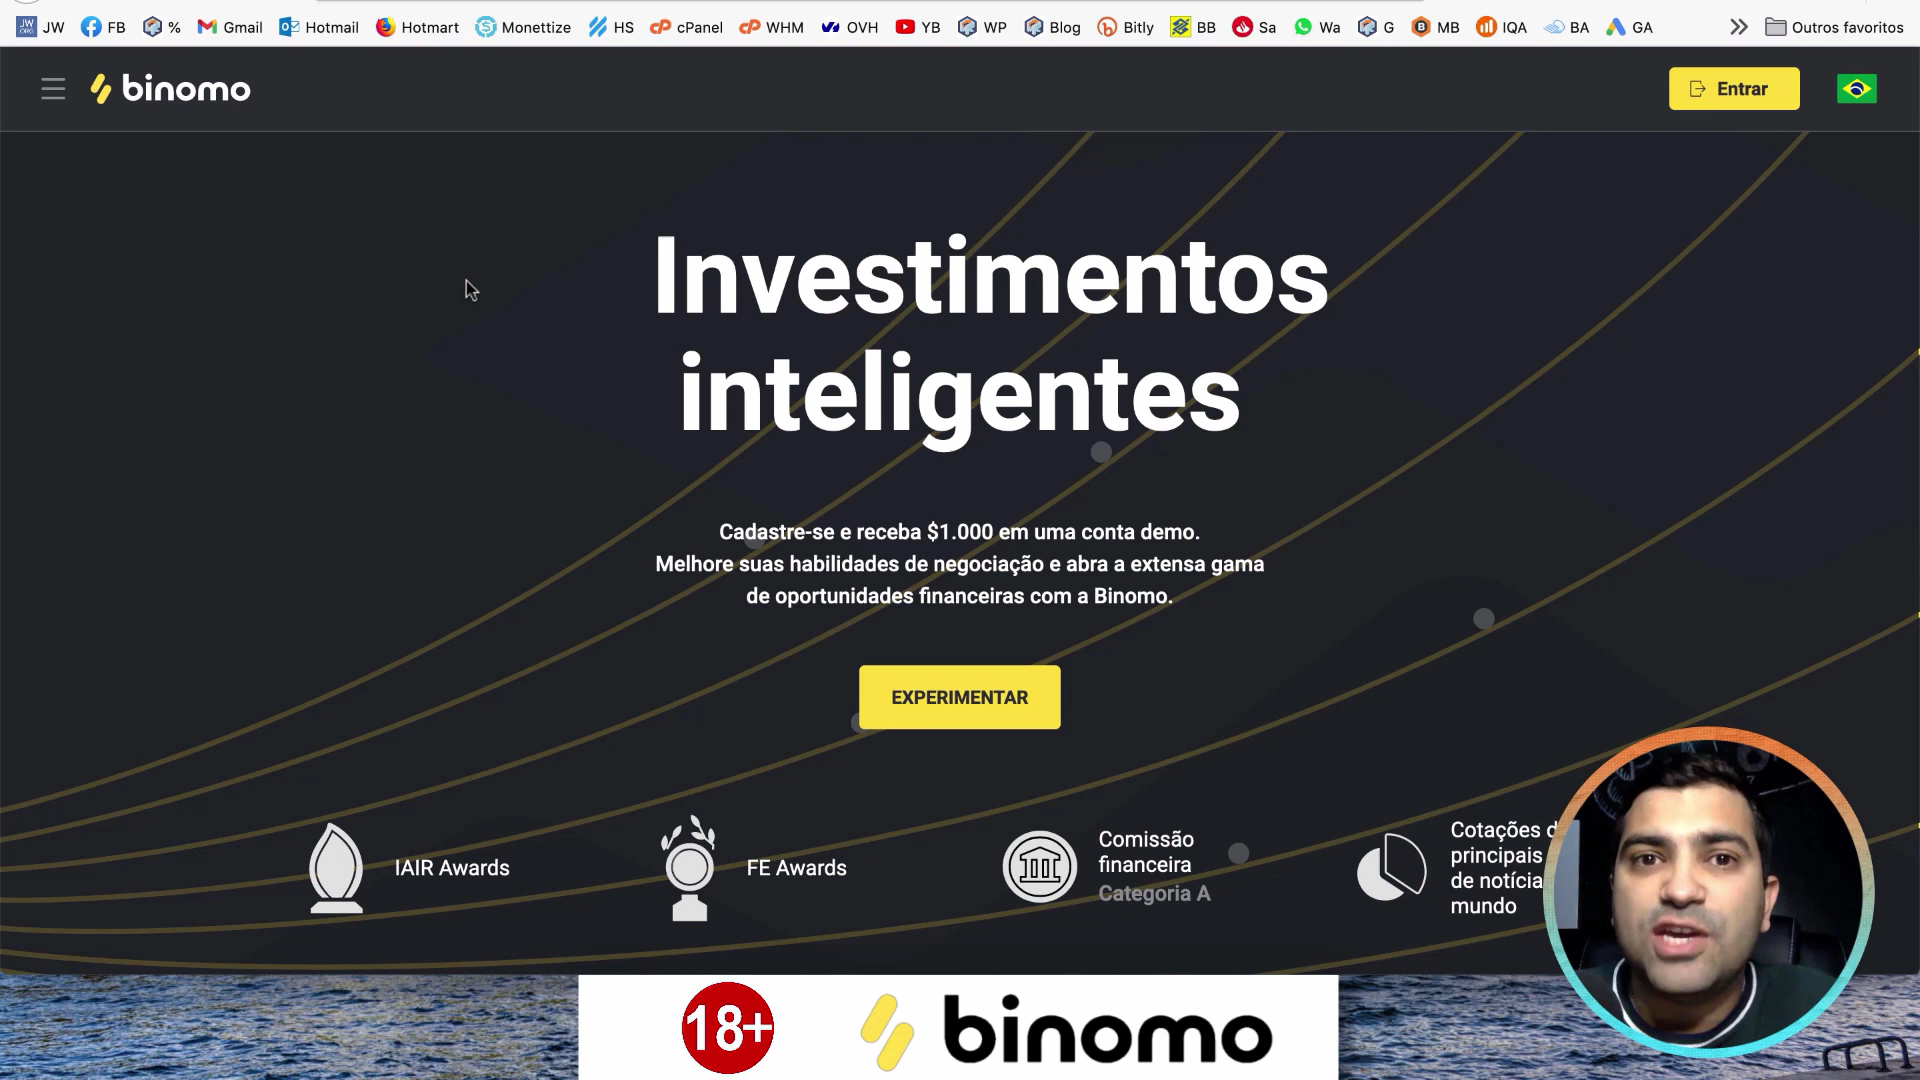 JW FB % Gmail Hotmail Hotmart Monettize HS cPanel WHM OVH YB WP Blog Bitly BB Sa Wa G MB IQA BA GA Outros favoritos
binomo
Entrar
Investimentos
inteligentes
Cadastre-se e receba $1.000 em uma conta demo.
Melhore suas habilidades de negociação e abra a extensa gama
de oportunidades financeiras com a Binomo.
EXPERIMENTAR
IAIR Awards
FE Awards
Comissão
financeira
Categoria A
Cotações
principais
de notícia
mundo
18+
binomo